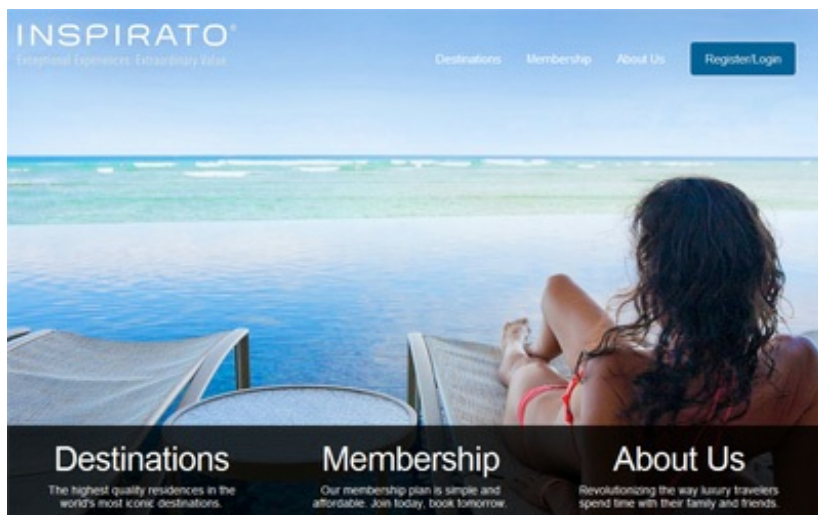 INSPIRATO®
Exceptional Experiences. Extraordinary Value.
Destinations Membership About Us Register/Login
Destinations Membership About Us
The highest quality residences in the Our membership plan is simple and Revolutionizing the way luxury travelers
world's most iconic destinations. affordable. Join today, book tomorrow. spend time with their family and friends.